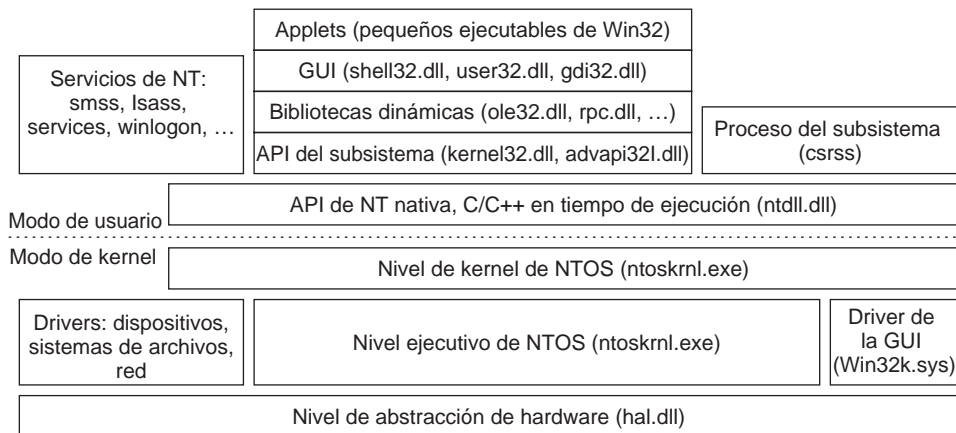 Applets (pequeños ejecutables de Win32)
Servicios de NT:
smss, lsass,
services, winlogon, …
GUI (shell32.dll, user32.dll, gdi32.dll)
Bibliotecas dinámicas (ole32.dll, rpc.dll, …)
API del subsistema (kernel32.dll, advapi32I.dll)
Proceso del subsistema
(csrss)
API de NT nativa, C/C++ en tiempo de ejecución (ntdll.dll)
Modo de usuario
Modo de kernel
Nivel de kernel de NTOS (ntoskrnl.exe)
Drivers: dispositivos,
sistemas de archivos,
red
Nivel ejecutivo de NTOS (ntoskrnl.exe)
Driver de
la GUI
(Win32k.sys)
Nivel de abstracción de hardware (hal.dll)